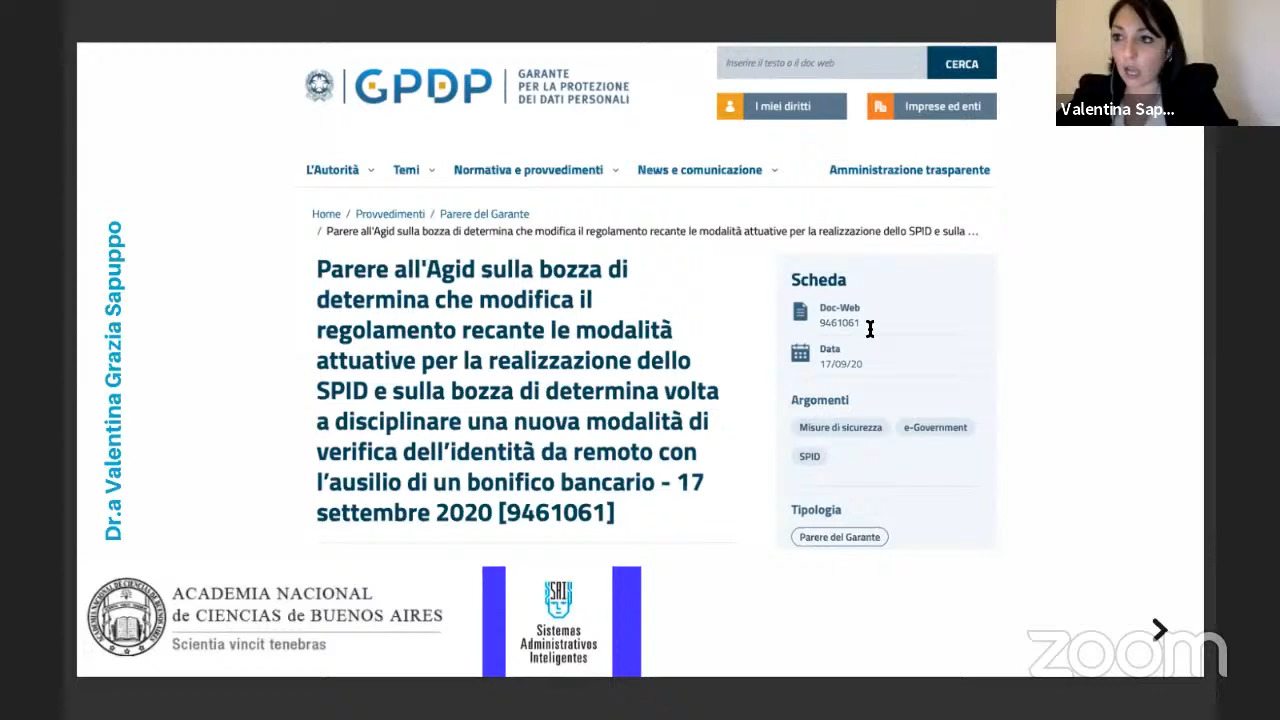 GPDP
GARANTE
PER LA PROTEZIONE
DEI DATI PERSONALI
Inserire il testo o il doc web
CERCA
I miei diritti
Imprese ed enti
Valentina Sap...
L'Autorità
Temi
Normativa e provvedimenti
News e comunicazione
Amministrazione trasparente
Home / Provvedimenti / Parere del Garante
/ Parere all'Agid sulla bozza di determina che modifica il regolamento recante le modalità attuative per la realizzazione dello SPID e sulla ...
Parere all'Agid sulla bozza di
determina che modifica il
regolamento recante le modalità
attuative per la realizzazione dello
SPID e sulla bozza di determina volta
a disciplinare una nuova modalità di
verifica dell'identità da remoto con
l'ausilio di un bonifico bancario - 17
settembre 2020 [9461061]
Scheda
Doc-Web
9461061
Data
17/09/20
Argomenti
Misure di sicurezza
e-Government
SPID
Tipologia
Parere del Garante
Dr.a Valentina Grazia Sapuppo
ACADEMIA NACIONAL
de CIENCIAS de BUENOS AIRES
Scientia vincit tenebras
SAI
Sistemas
Administrativos
Inteligentes
zoom